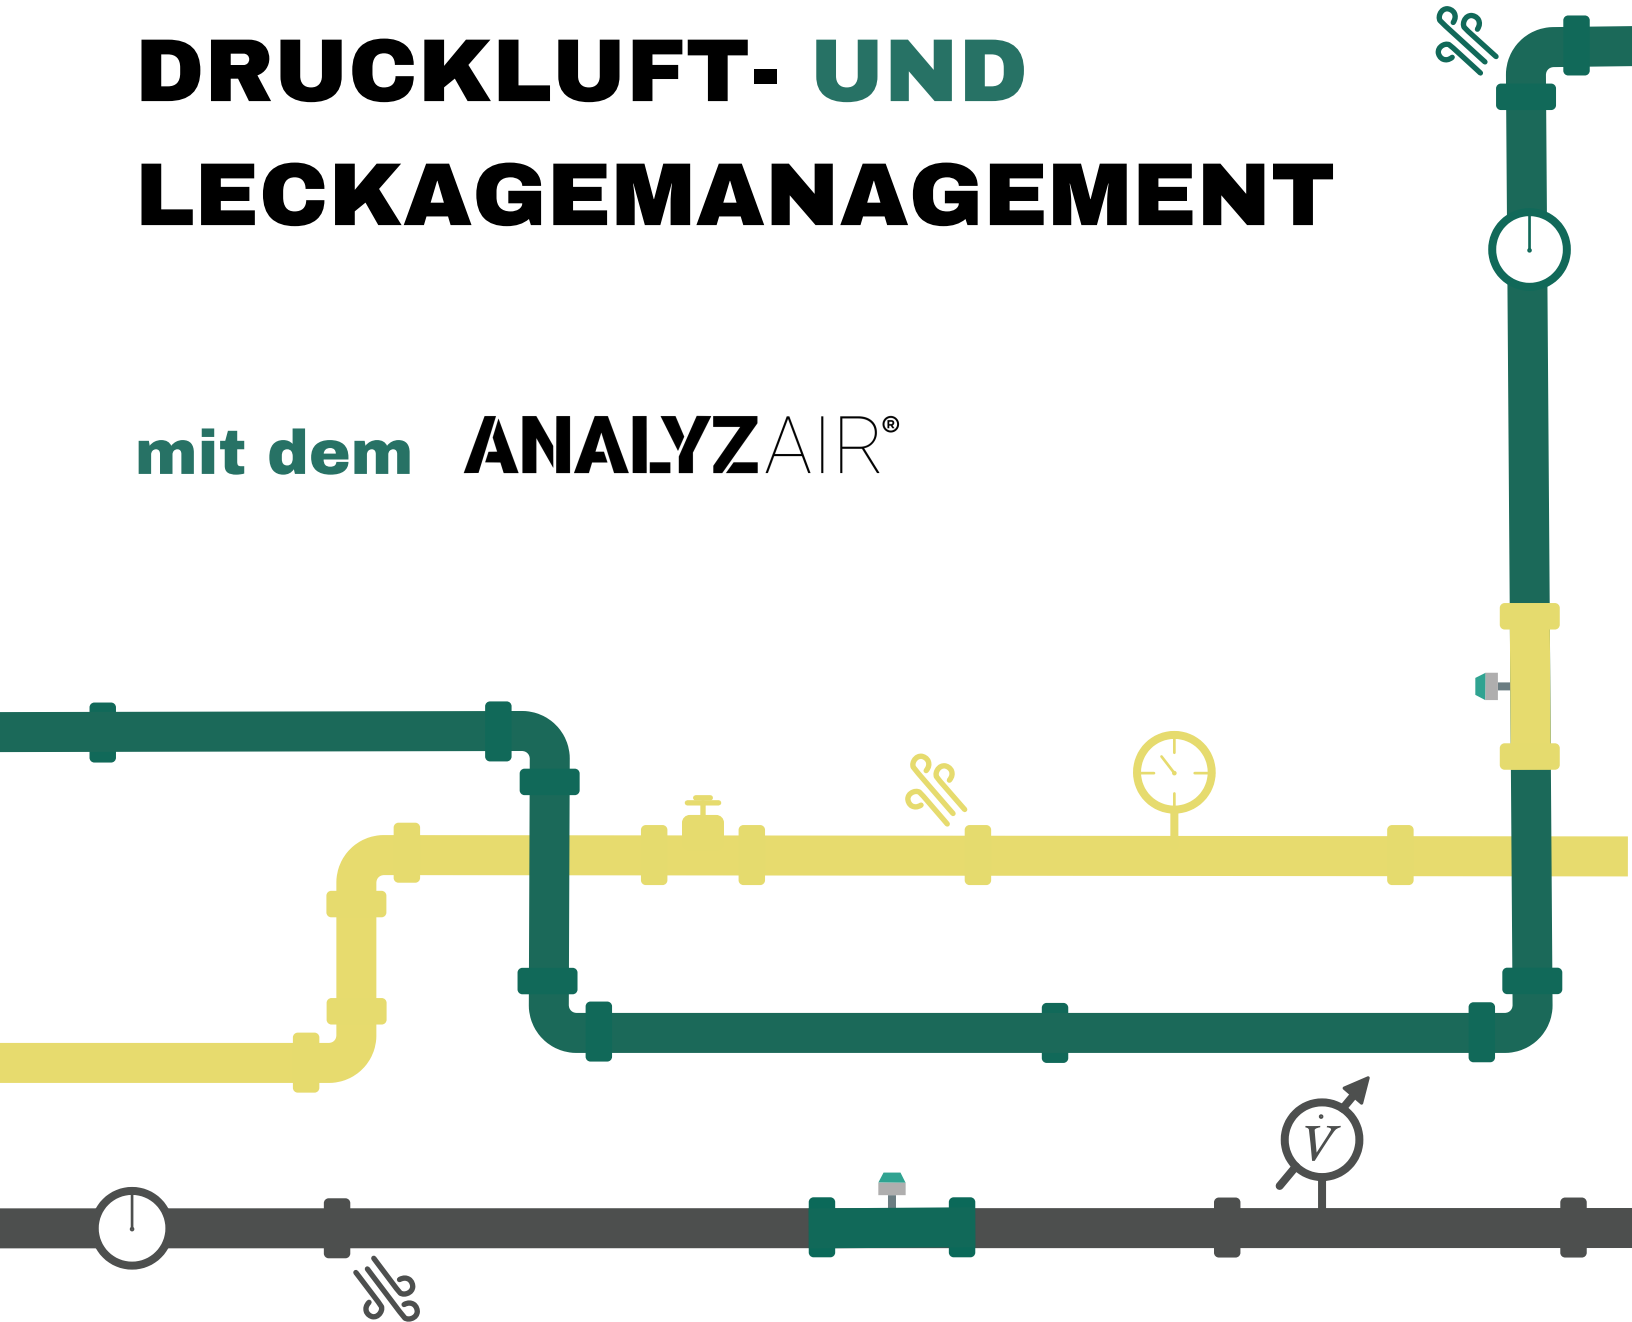 DRUCKLUFT- UND
LECKAGEMANAGEMENT
mit dem ANALYZAIR®
V̇